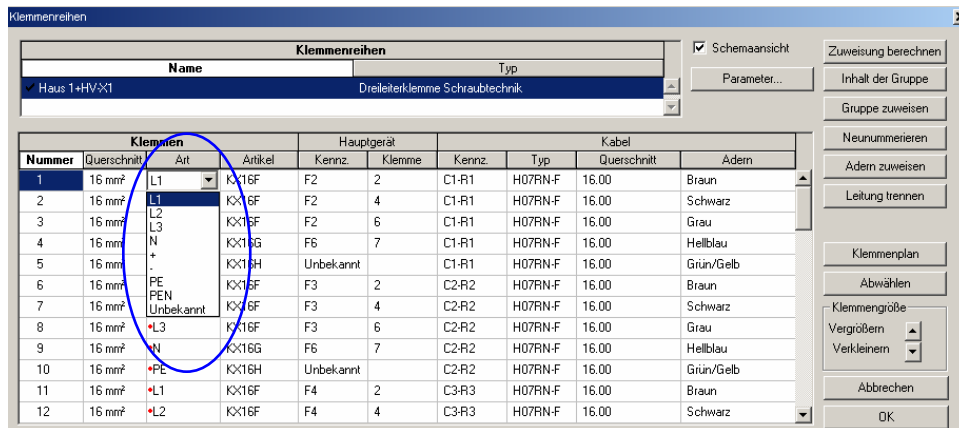 Klemmenreihen
Klemmenreihen
Name Typ
Haus 1+HV-X1 Dreileiterklemme Schraubtechnik
Schemaansicht
Parameter...
Zuweisung berechnen
Inhalt der Gruppe
Gruppe zuweisen
Neunummerieren
Adern zuweisen
Leitung trennen
Klemmenplan
Abwählen
Klemmengröße
Vergrößern
Verkleinern
Abbrechen
OK
Klemmen Hauptgerät Kabel
Nummer Querschnitt Art Artikel Kennz. Klemme Kennz. Typ Querschnitt Adern
1 16 mm² L1 KX16F F2 2 C1-R1 H07RN-F 16.00 Braun
2 16 mm² L1 KX16F F2 4 C1-R1 H07RN-F 16.00 Schwarz
L2
3 16 mm² L3 KX16F F2 6 C1-R1 H07RN-F 16.00 Grau
4 16 mm² N KX16G F6 7 C1-R1 H07RN-F 16.00 Hellblau
+
5 16 mm² - KX16H Unbekannt C1-R1 H07RN-F 16.00 Grün/Gelb
6 16 mm² PE KX16F F3 2 C2-R2 H07RN-F 16.00 Braun
PEN
7 16 mm² Unbekannt KX16F F3 4 C2-R2 H07RN-F 16.00 Schwarz
8 16 mm² L3 KX16F F3 6 C2-R2 H07RN-F 16.00 Grau
9 16 mm² N KX16G F6 7 C2-R2 H07RN-F 16.00 Hellblau
10 16 mm² PE KX16H Unbekannt C2-R2 H07RN-F 16.00 Grün/Gelb
11 16 mm² L1 KX16F F4 2 C3-R3 H07RN-F 16.00 Braun
12 16 mm² L2 KX16F F4 4 C3-R3 H07RN-F 16.00 Schwarz